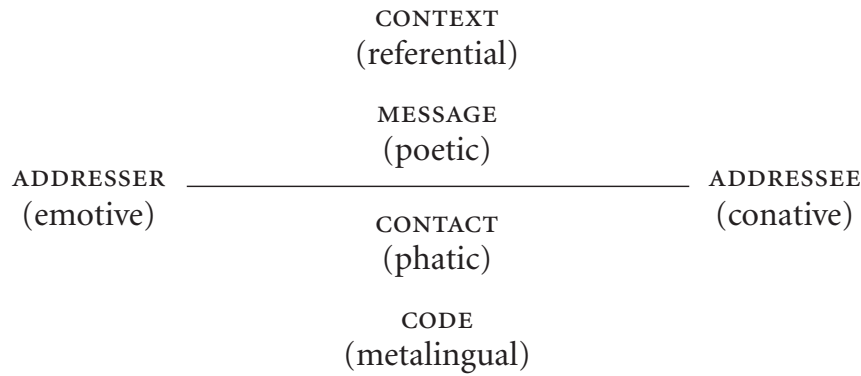 CONTEXT
(referential)
MESSAGE
(poetic)
ADDRESSER ADDRESSEE
(emotive) (conative)
CONTACT
(phatic)
CODE
(metalingual)